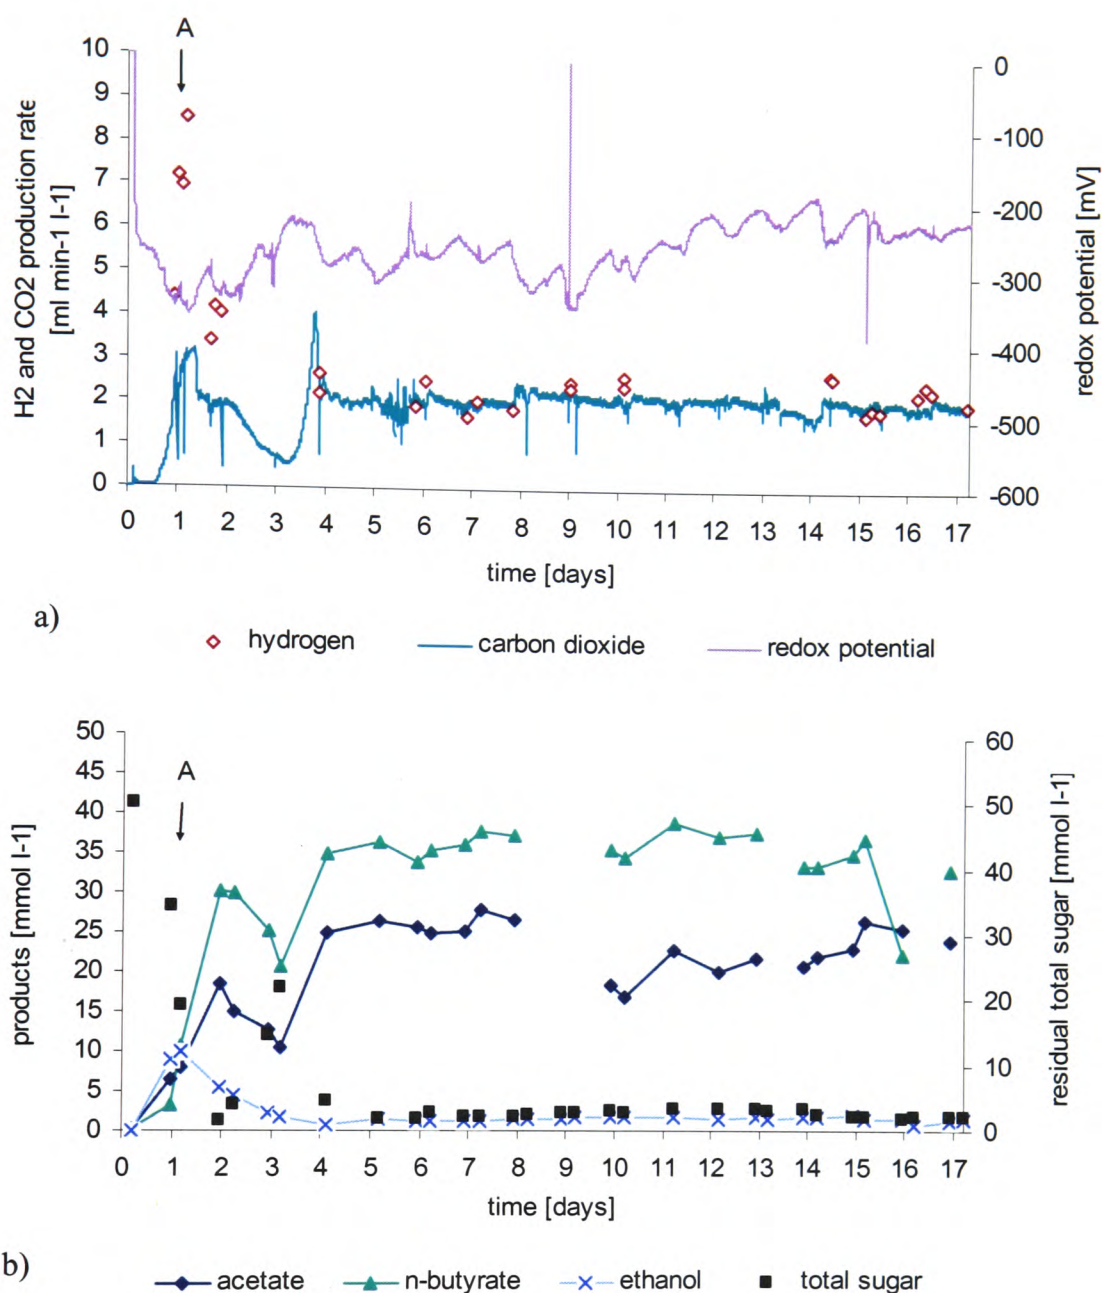 A
10
9
8
7
6
5
4
3
2
1
0
H2 and CO2 production rate
[ml min-1 l-1]
0
-100
-200
-300
-400
-500
-600
redox potential [mV]
0 1 2 3 4 5 6 7 8 9 10 11 12 13 14 15 16 17
time [days]
a)
hydrogen carbon dioxide redox potential
50
45
40
35
30
25
20
15
10
5
0
products [mmol l-1]
A
60
50
40
30
20
10
0
residual total sugar [mmol l-1]
0 1 2 3 4 5 6 7 8 9 10 11 12 13 14 15 16 17
time [days]
b)
acetate n-butyrate ethanol total sugar